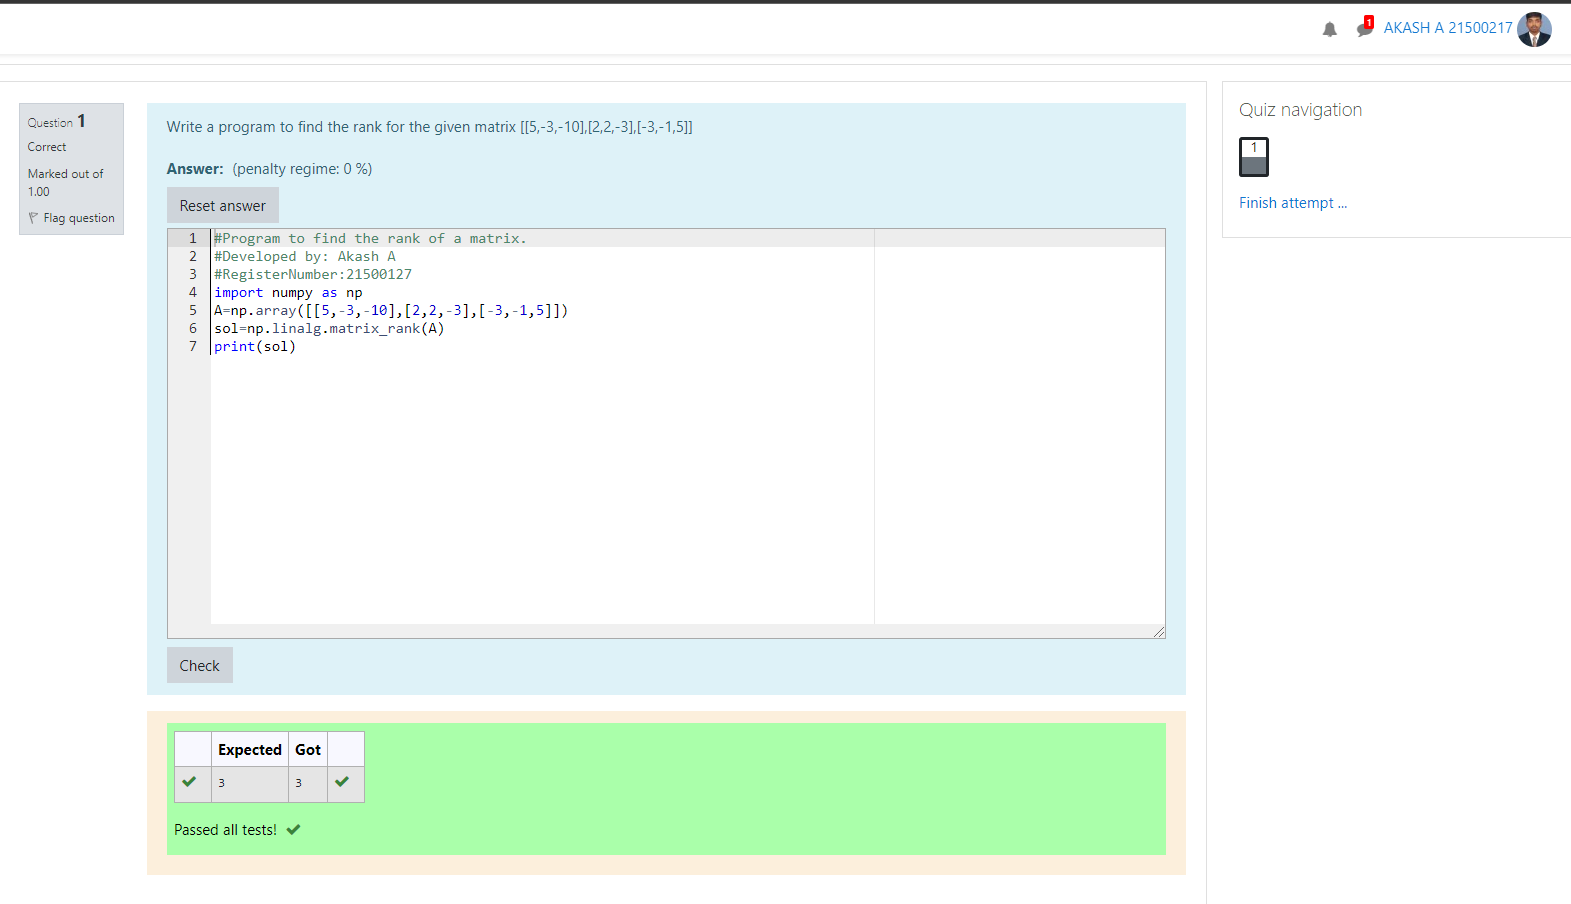 1
AKASH A 21500217
Question 1
Correct
Marked out of
1.00
Flag question
Write a program to find the rank for the given matrix [[5,-3,-10],[2,2,-3],[-3,-1,5]]
Answer: (penalty regime: 0 %)
Reset answer
1 #Program to find the rank of a matrix.
2 #Developed by: Akash A
3 #RegisterNumber:21500127
4 import numpy as np
5 A=np.array([[5,-3,-10],[2,2,-3],[-3,-1,5]])
6 sol=np.linalg.matrix_rank(A)
7 print(sol)
Check
Expected Got
3 3
Passed all tests!
Quiz navigation
1
Finish attempt ...